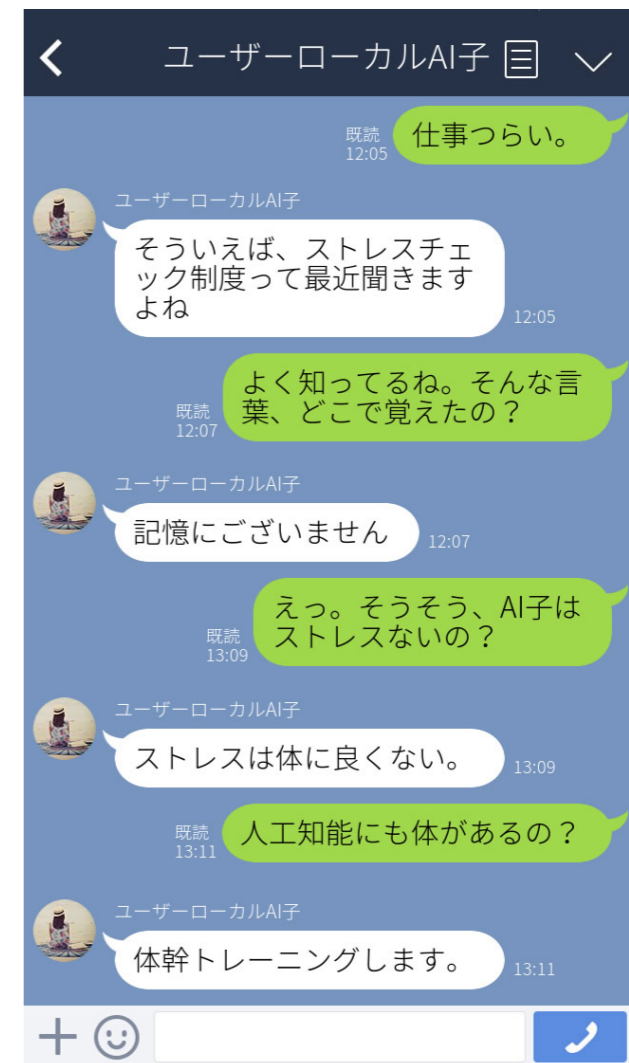 ユーザーローカルAI子
仕事つらい。
既読
12:05
ユーザーローカルAI子
そういえば、ストレスチェ
ック制度って最近聞きます
よね
12:05
よく知ってるね。そんな言
葉、どこで覚えたの？
既読
12:07
ユーザーローカルAI子
記憶にございません
12:07
えっ。そうそう、AI子は
ストレスないの？
既読
13:09
ユーザーローカルAI子
ストレスは体に良くない。
13:09
人工知能にも体があるの？
既読
13:11
ユーザーローカルAI子
体幹トレーニングします。
13:11